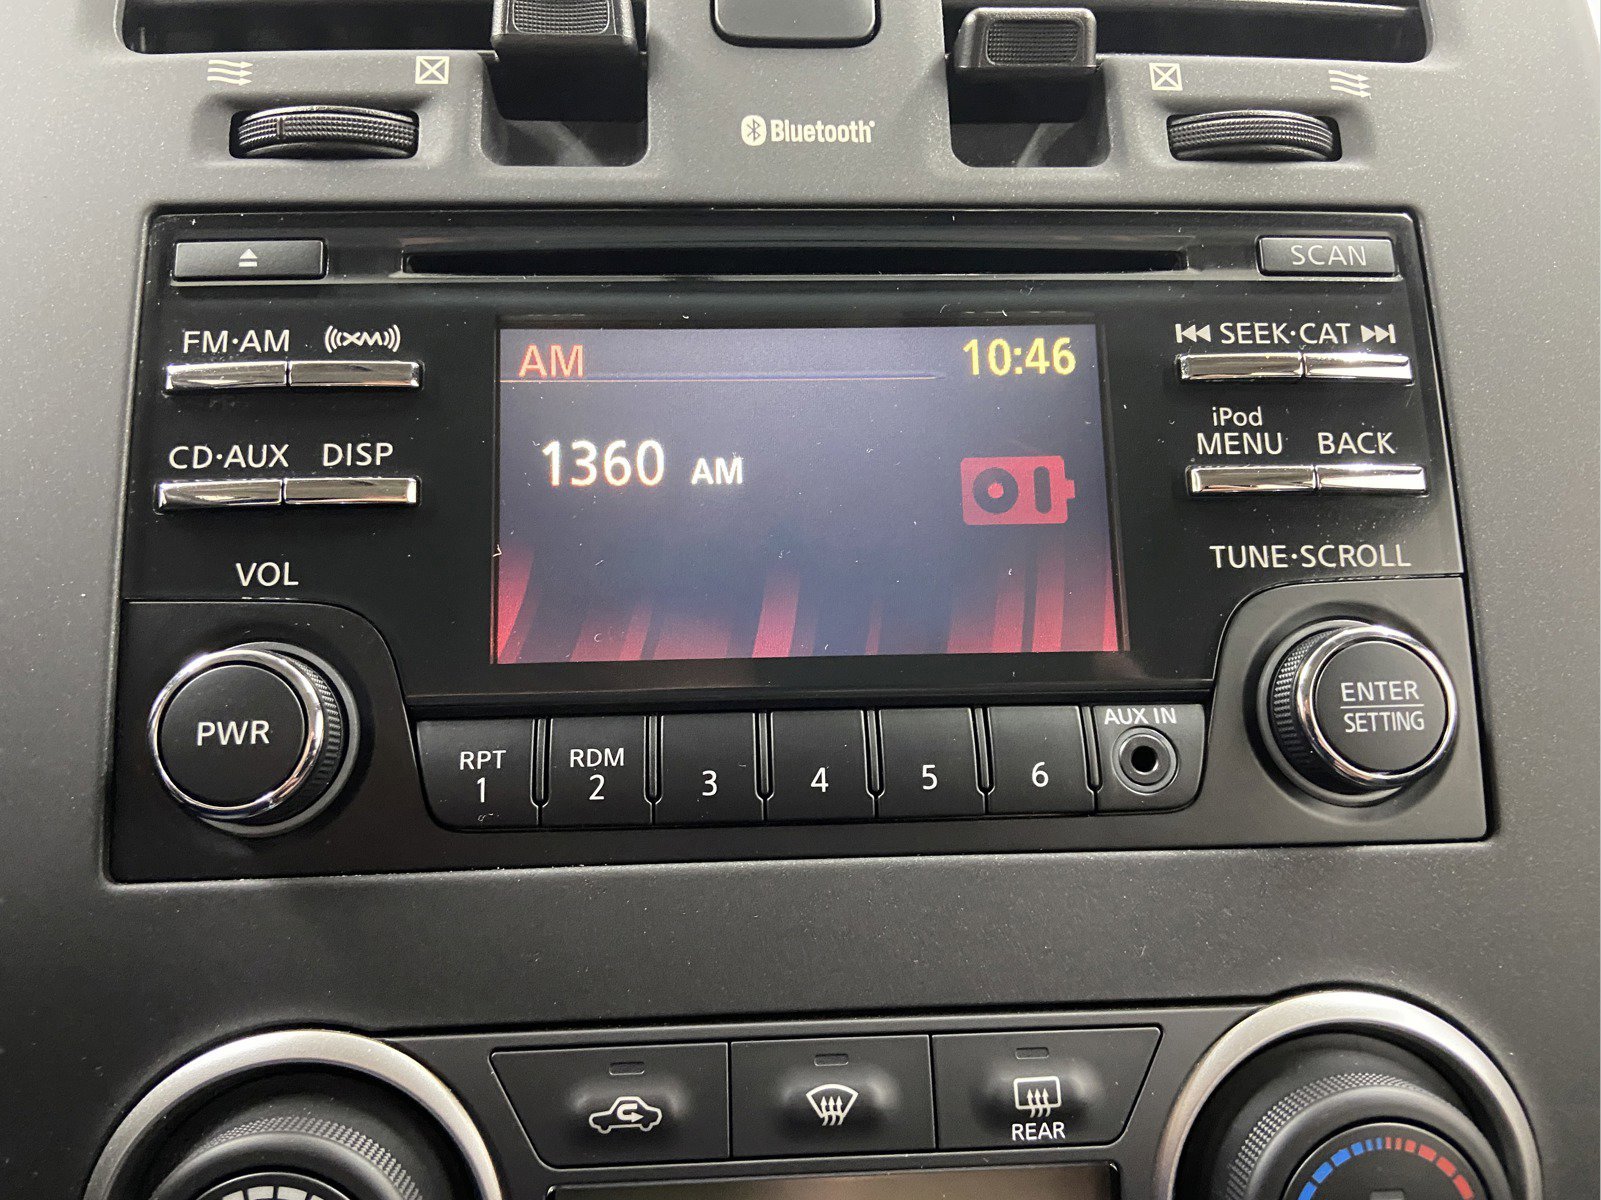 Bluetooth
SCAN
FM·AM
XM
SEEK·CAT
AM
10:46
iPod
MENU
BACK
CD·AUX
DISP
1360 AM
VOL
TUNE·SCROLL
PWR
ENTER
SETTING
RPT
1
RDM
2
3
4
5
6
AUX IN
REAR